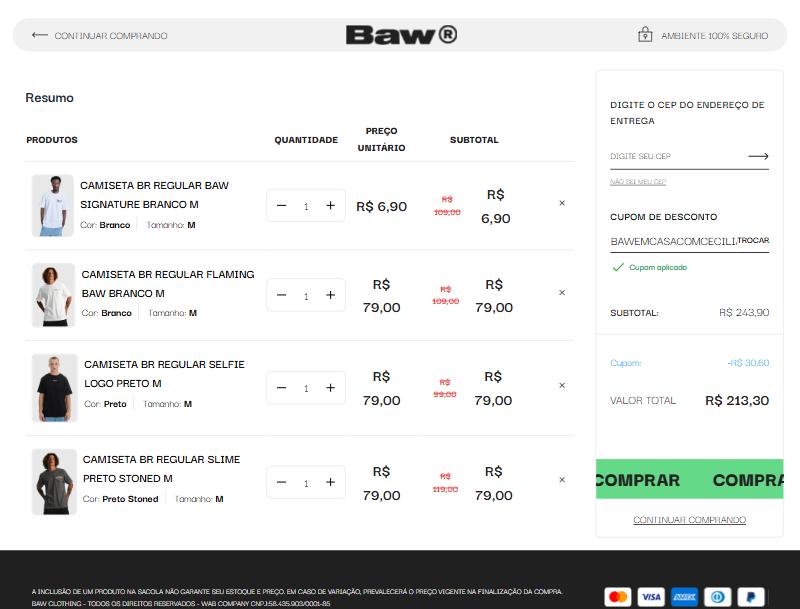 CONTINUAR COMPRANDO
Baw®
AMBIENTE 100% SEGURO
Resumo
PRODUTOS
QUANTIDADE
PREÇO
UNITÁRIO
SUBTOTAL
CAMISETA BR REGULAR BAW
SIGNATURE BRANCO M
Cor: Branco
Tamanho: M
1
R$ 6,90
R$
109,00
R$
6,90
×
CAMISETA BR REGULAR FLAMING
BAW BRANCO M
Cor: Branco
Tamanho: M
1
R$
79,00
R$
109,00
R$
79,00
×
CAMISETA BR REGULAR SELFIE
LOGO PRETO M
Cor: Preto
Tamanho: M
1
R$
79,00
R$
99,00
R$
79,00
×
CAMISETA BR REGULAR SLIME
PRETO STONED M
Cor: Preto Stoned
Tamanho: M
1
R$
79,00
R$
119,00
R$
79,00
×
DIGITE O CEP DO ENDEREÇO DE
ENTREGA
DIGITE SEU CEP
NÃO SEI MEU CEP
CUPOM DE DESCONTO
BAWEMCASACOMCECILI
TROCAR
Cupom aplicado
SUBTOTAL:
R$ 243,90
Cupom:
-R$ 30,60
VALOR TOTAL
R$ 213,30
COMPRAR COMPRA
CONTINUAR COMPRANDO
A INCLUSÃO DE UM PRODUTO NA SACOLA NÃO GARANTE SEU ESTOQUE E PREÇO. EM CASO DE VARIAÇÃO, PREVALECERÁ O PREÇO VIGENTE NA FINALIZAÇÃO DA COMPRA.
BAW CLOTHING - TODOS OS DIREITOS RESERVADOS - WAB COMPANY CNPJ:58.435.903/0001-85
VISA
AMEX